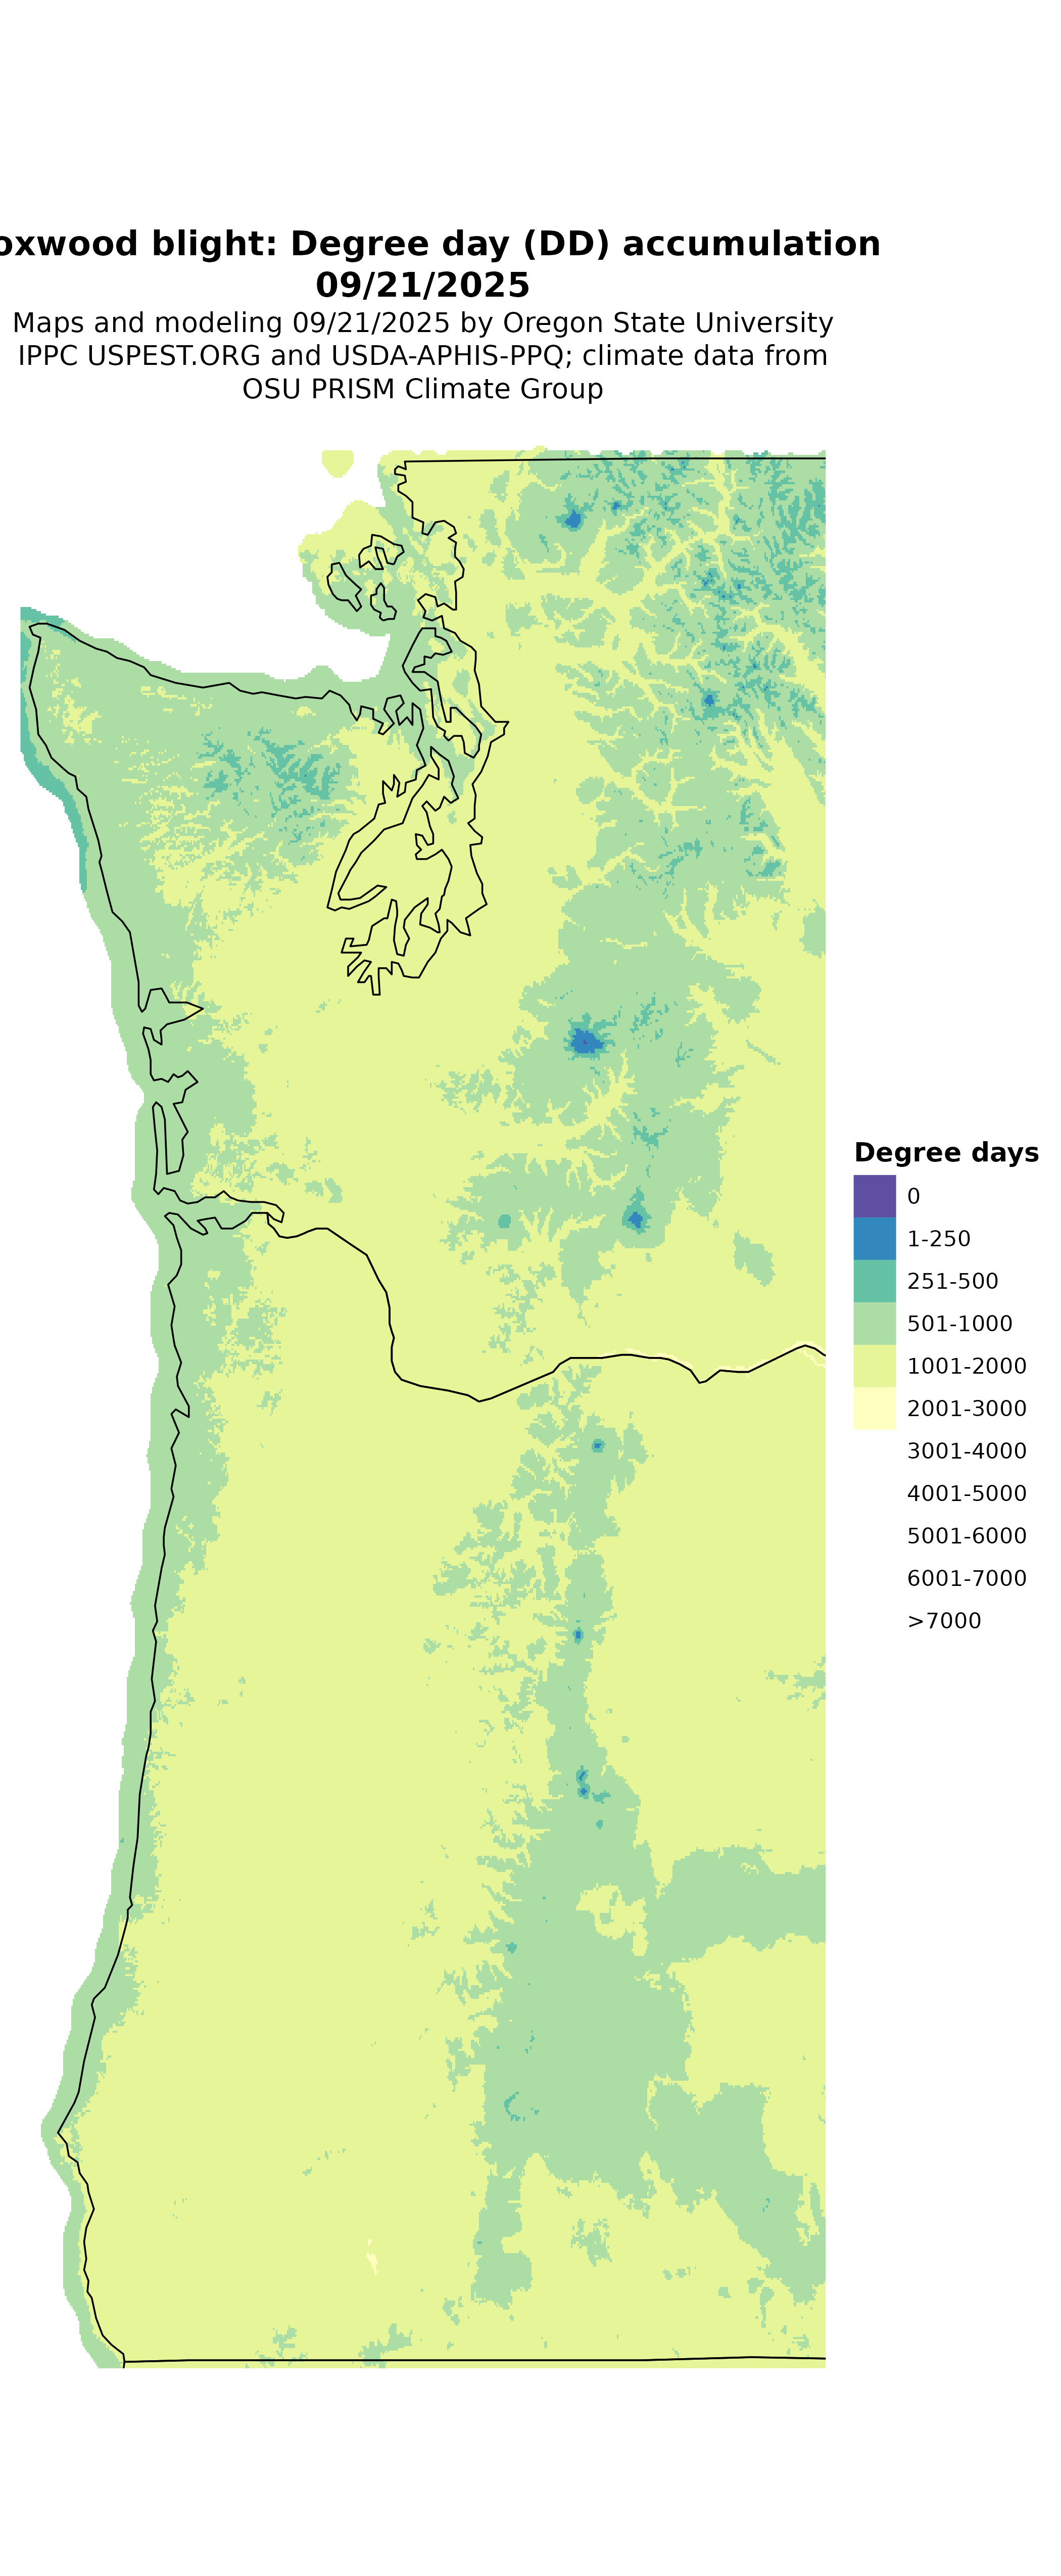 oxwood blight: Degree day (DD) accumulation
09/21/2025
Maps and modeling 09/21/2025 by Oregon State University
IPPC USPEST.ORG and USDA-APHIS-PPQ; climate data from
OSU PRISM Climate Group
Degree days
0
1-250
251-500
501-1000
1001-2000
2001-3000
3001-4000
4001-5000
5001-6000
6001-7000
>7000